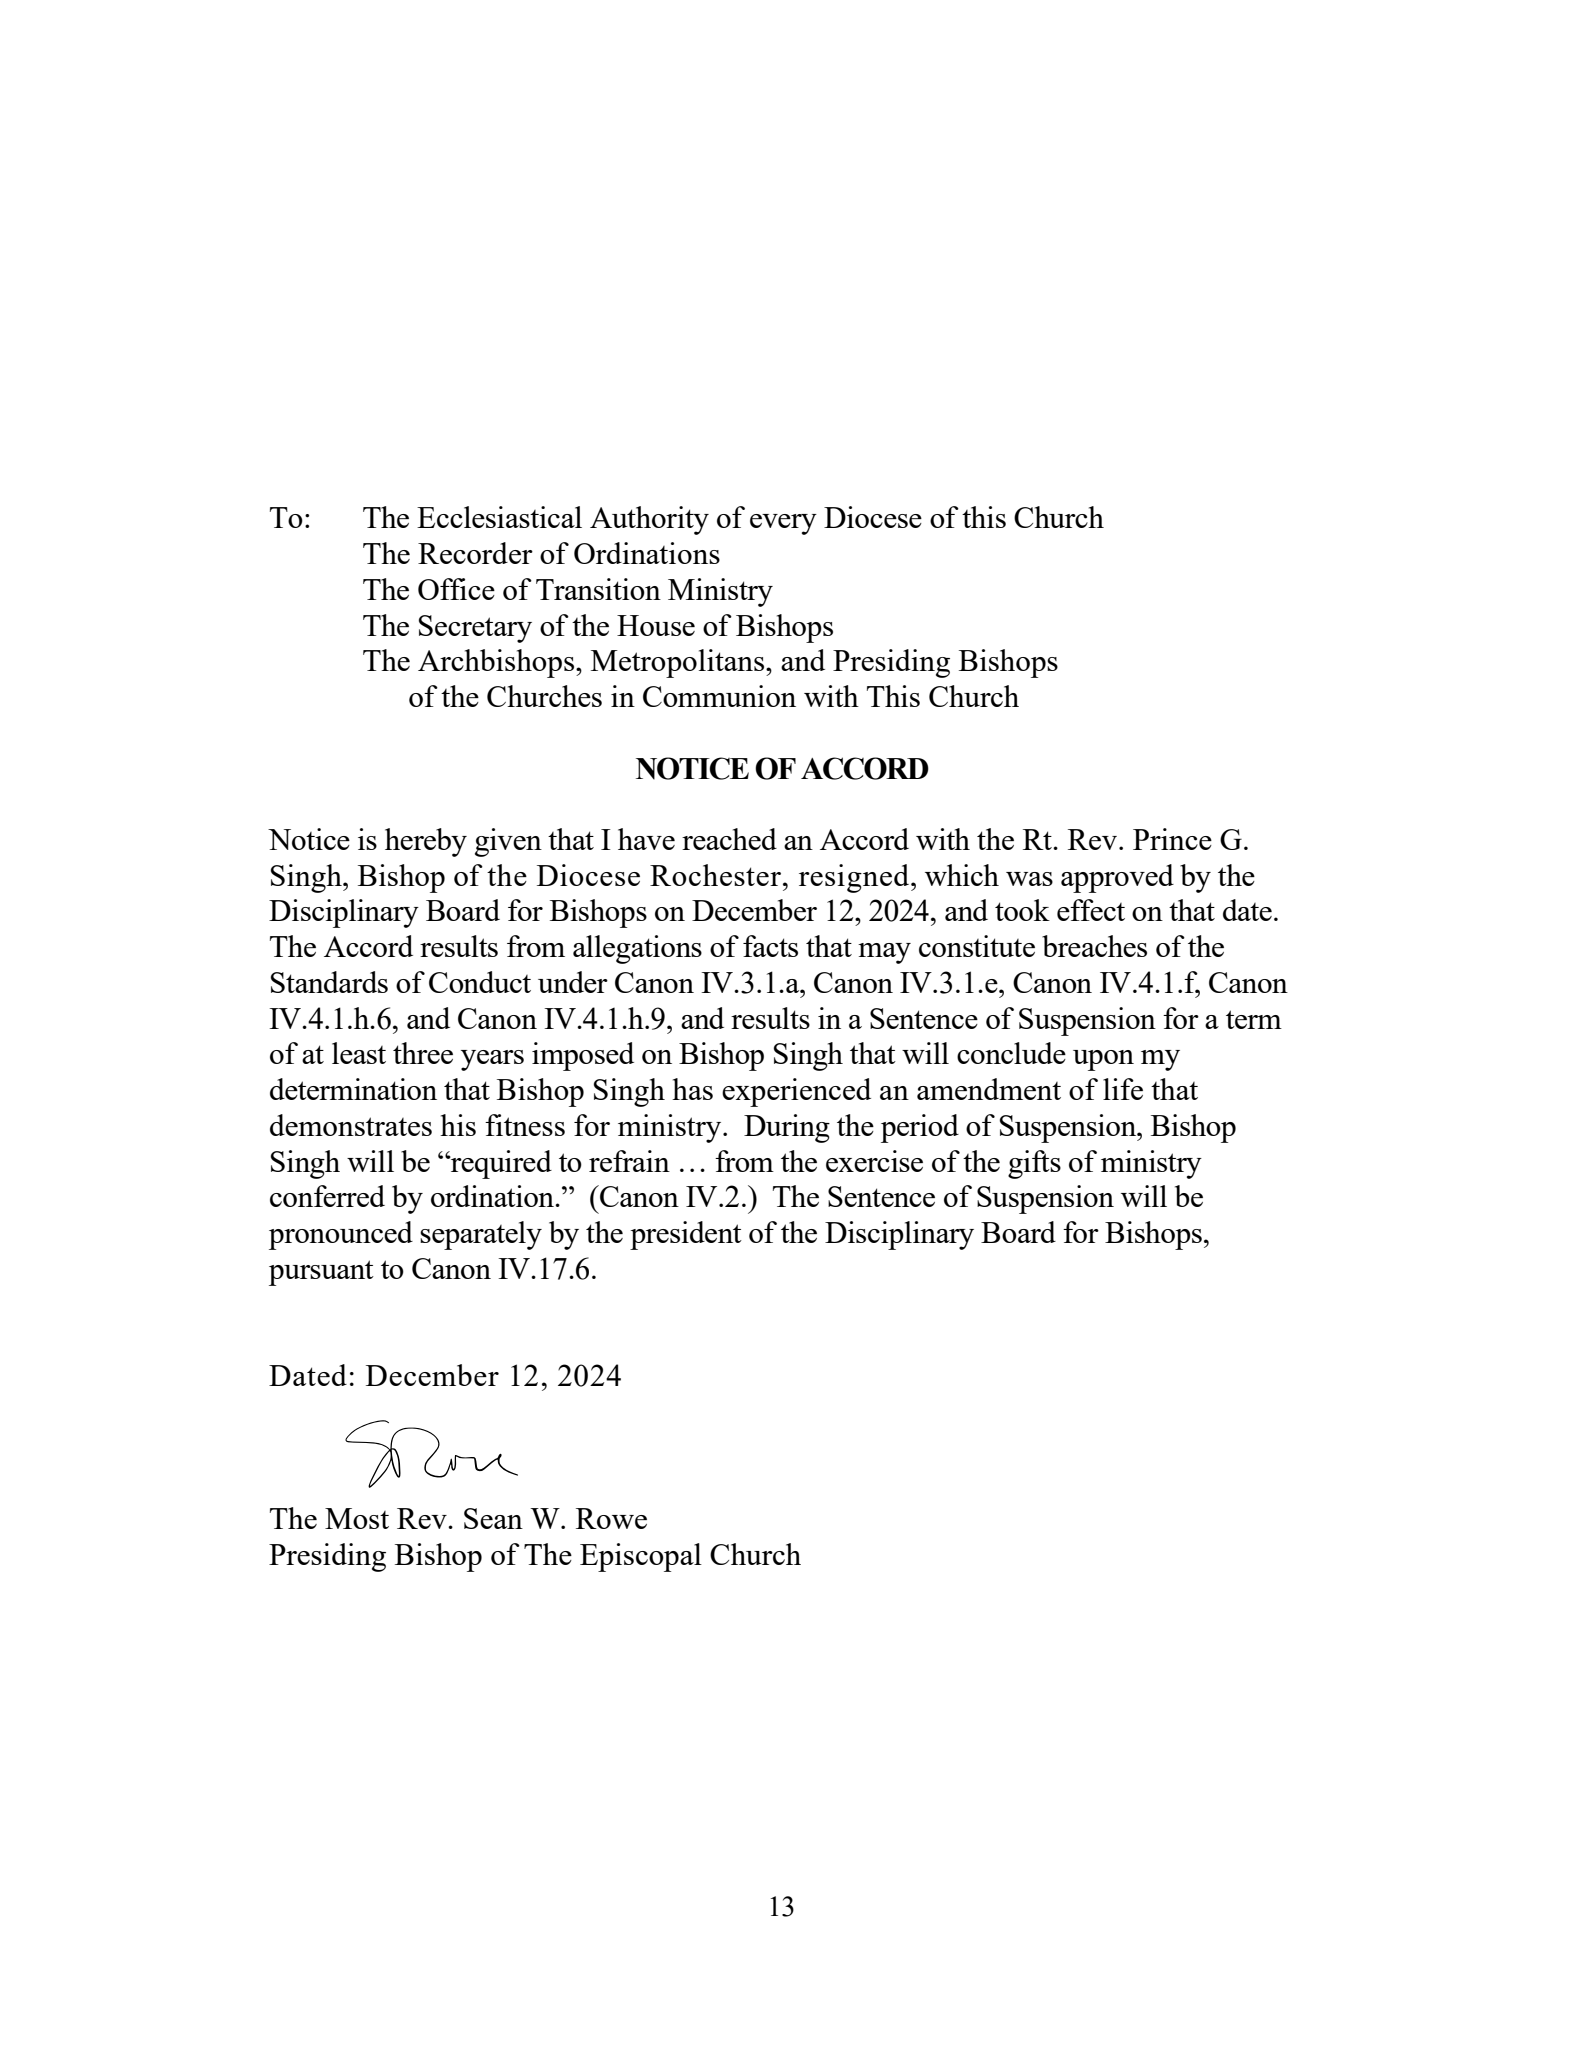 To: The Ecclesiastical Authority of every Diocese of this Church
The Recorder of Ordinations
The Office of Transition Ministry
The Secretary of the House of Bishops
The Archbishops, Metropolitans, and Presiding Bishops
of the Churches in Communion with This Church
NOTICE OF ACCORD
Notice is hereby given that I have reached an Accord with the Rt. Rev. Prince G.
Singh, Bishop of the Diocese Rochester, resigned, which was approved by the
Disciplinary Board for Bishops on December 12, 2024, and took effect on that date.
The Accord results from allegations of facts that may constitute breaches of the
Standards of Conduct under Canon IV.3.1.a, Canon IV.3.1.e, Canon IV.4.1.f, Canon
IV.4.1.h.6, and Canon IV.4.1.h.9, and results in a Sentence of Suspension for a term
of at least three years imposed on Bishop Singh that will conclude upon my
determination that Bishop Singh has experienced an amendment of life that
demonstrates his fitness for ministry. During the period of Suspension, Bishop
Singh will be “required to refrain … from the exercise of the gifts of ministry
conferred by ordination.” (Canon IV.2.) The Sentence of Suspension will be
pronounced separately by the president of the Disciplinary Board for Bishops,
pursuant to Canon IV.17.6.
Dated: December 12, 2024
SRowe
The Most Rev. Sean W. Rowe
Presiding Bishop of The Episcopal Church
13